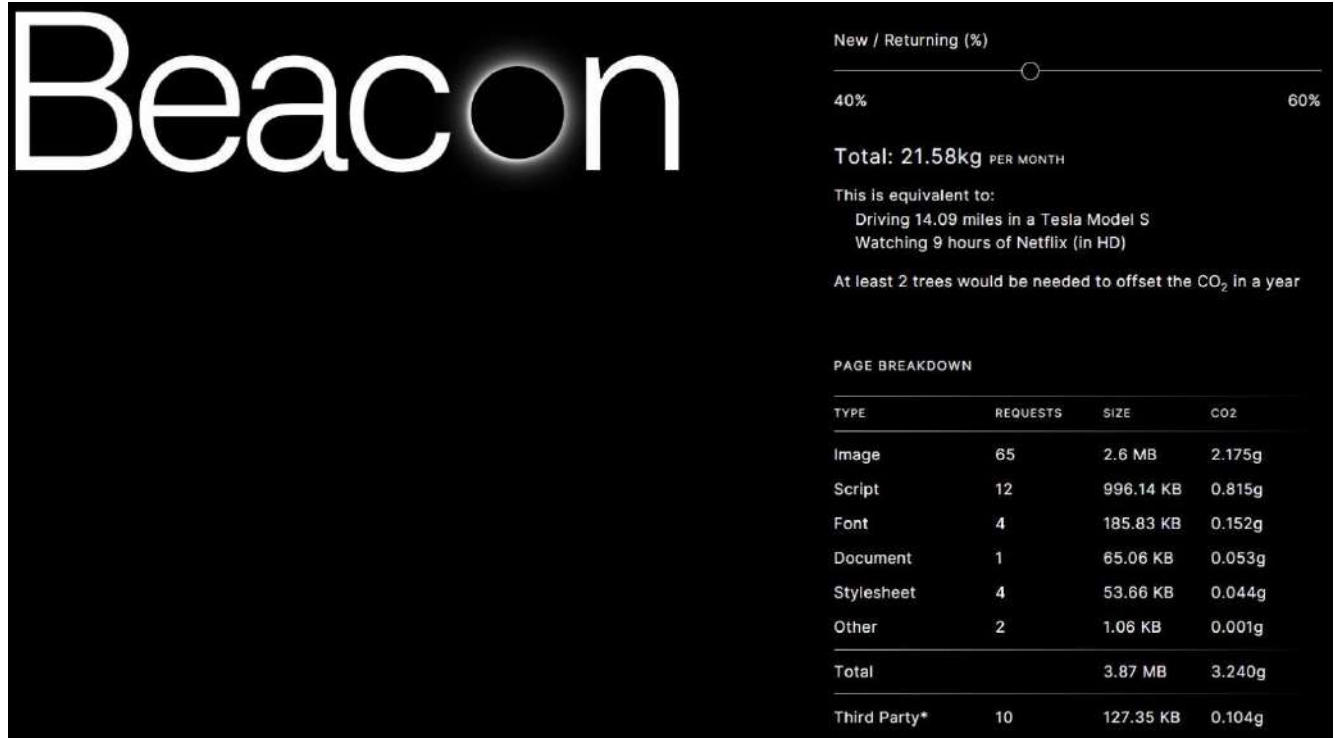 Beacon
New / Returning (%)
40% 60%
Total: 21.58kg PER MONTH
This is equivalent to:
Driving 14.09 miles in a Tesla Model S
Watching 9 hours of Netflix (in HD)
At least 2 trees would be needed to offset the CO₂ in a year
PAGE BREAKDOWN
TYPE REQUESTS SIZE CO2
Image 65 2.6 MB 2.175g
Script 12 996.14 KB 0.815g
Font 4 185.83 KB 0.152g
Document 1 65.06 KB 0.053g
Stylesheet 4 53.66 KB 0.044g
Other 2 1.06 KB 0.001g
Total 3.87 MB 3.240g
Third Party* 10 127.35 KB 0.104g